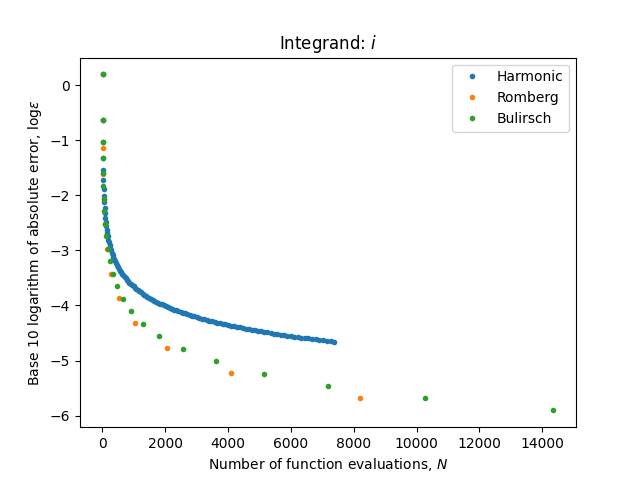 Integrand: i
Harmonic
Romberg
Bulirsch
Base 10 logarithm of absolute error, logε
0
−1
−2
−3
−4
−5
−6
0 2000 4000 6000 8000 10000 12000 14000
Number of function evaluations, N